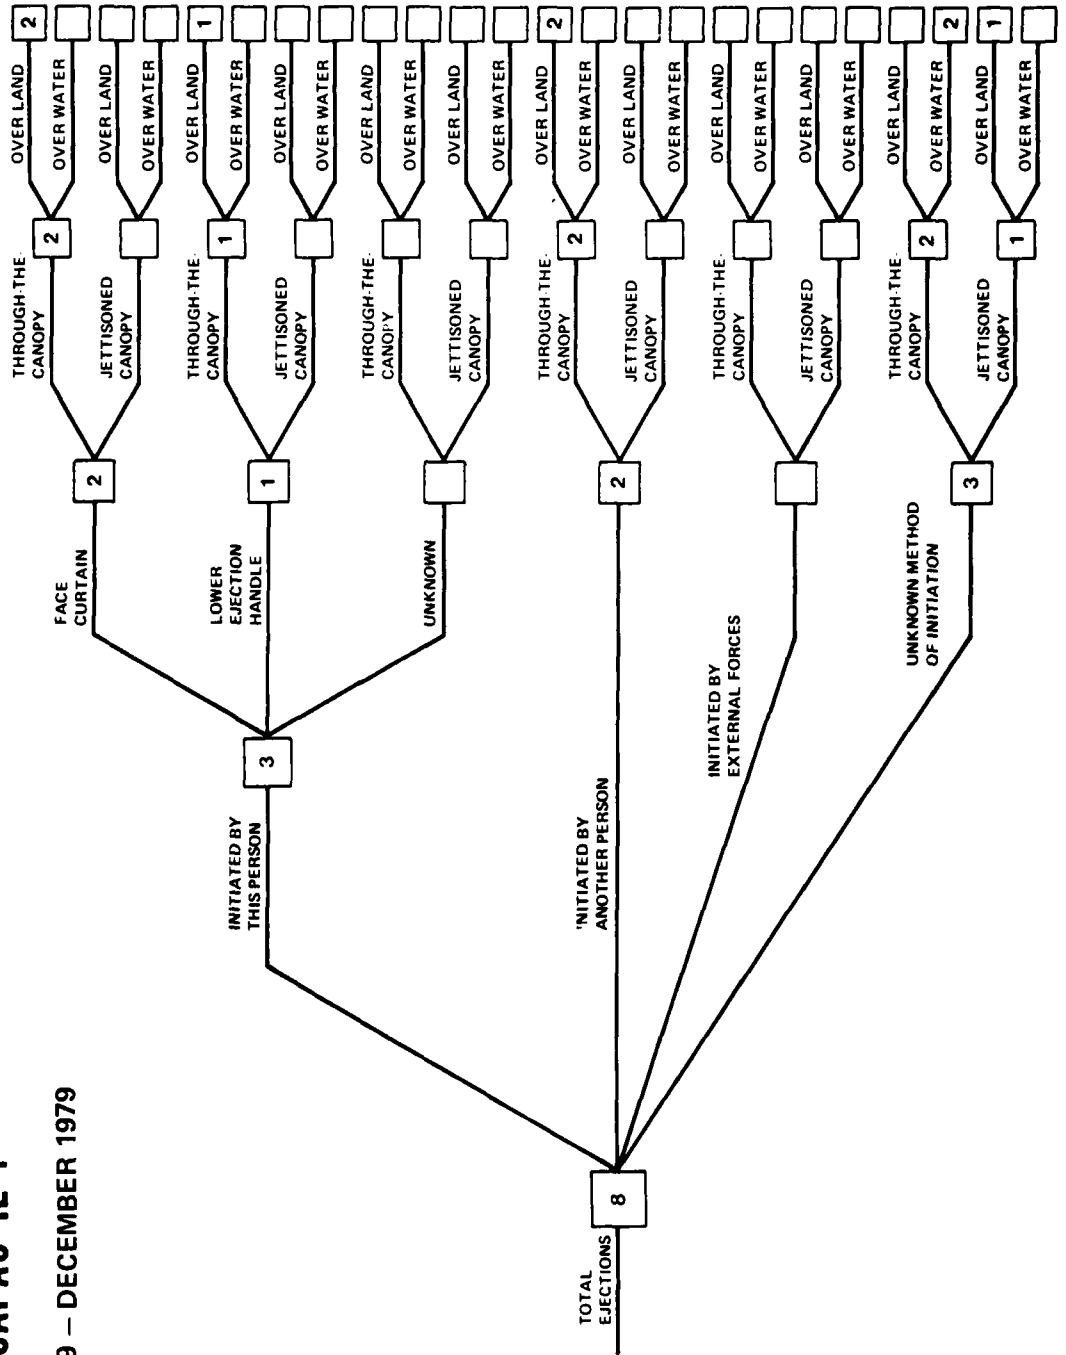 9 – DECEMBER 1979
TOTAL
EJECTIONS
8
INITIATED BY
THIS PERSON
3
FACE
CURTAIN
2
THROUGH-THE-
CANOPY
2
OVER LAND
2
OVER WATER
JETTISONED
CANOPY
OVER LAND
OVER WATER
LOWER
EJECTION
HANDLE
1
THROUGH-THE-
CANOPY
1
OVER LAND
1
OVER WATER
JETTISONED
CANOPY
OVER LAND
OVER WATER
UNKNOWN
THROUGH-THE-
CANOPY
OVER LAND
OVER WATER
JETTISONED
CANOPY
OVER LAND
OVER WATER
'NITIATED BY
ANOTHER PERSON
2
THROUGH-THE-
CANOPY
2
OVER LAND
2
OVER WATER
JETTISONED
CANOPY
OVER LAND
OVER WATER
INITIATED BY
EXTERNAL FORCES
THROUGH-THE-
CANOPY
OVER LAND
OVER WATER
JETTISONED
CANOPY
OVER LAND
OVER WATER
UNKNOWN METHOD
OF INITIATION
3
THROUGH-THE-
CANOPY
2
OVER LAND
OVER WATER
2
JETTISONED
CANOPY
1
OVER LAND
1
OVER WATER